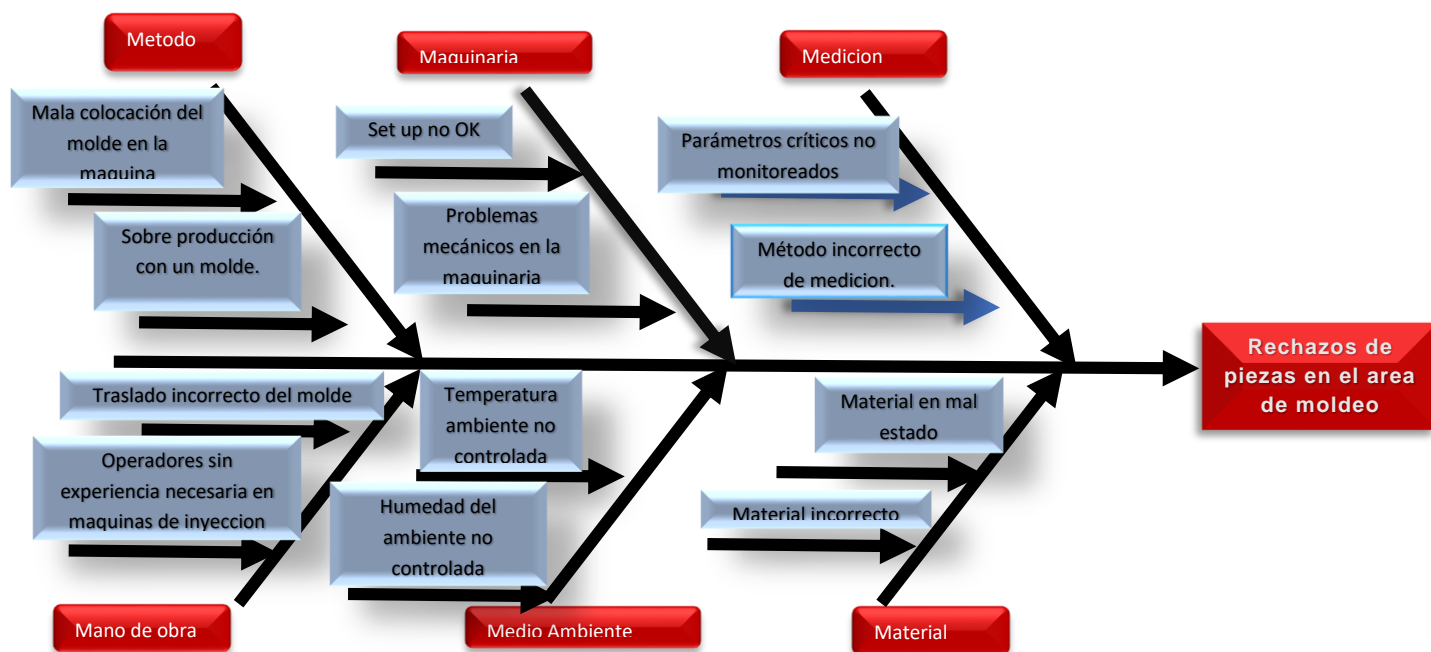 Metodo
Maquinaria
Medicion
Mala colocación del
molde en la
maquina
Set up no OK
Parámetros críticos no
monitoreados
Sobre producción
con un molde.
Problemas
mecánicos en la
maquinaria
Método incorrecto
de medicion.
Rechazos de
piezas en el area
de moldeo
Traslado incorrecto del molde
Temperatura
ambiente no
controlada
Material en mal
estado
Operadores sin
experiencia necesaria en
maquinas de inyeccion
Humedad del
ambiente no
controlada
Material incorrecto
Mano de obra
Medio Ambiente
Material